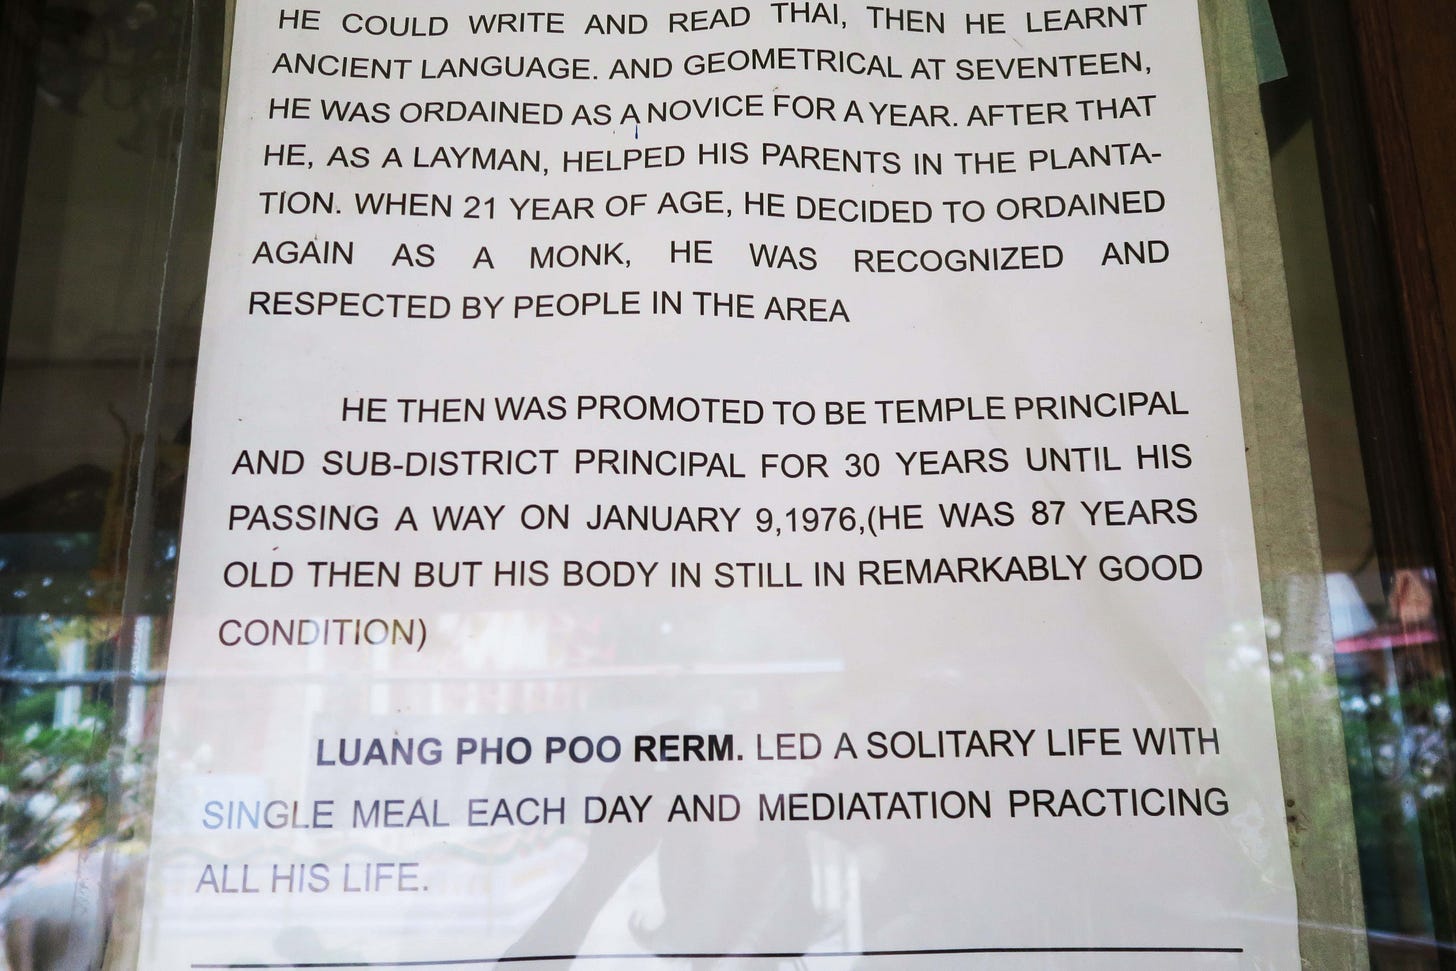 HE COULD WRITE AND READ THAI, THEN HE LEARNT
ANCIENT LANGUAGE. AND GEOMETRICAL AT SEVENTEEN,
HE WAS ORDAINED AS A NOVICE FOR A YEAR. AFTER THAT
HE, AS A LAYMAN, HELPED HIS PARENTS IN THE PLANTA-
TION. WHEN 21 YEAR OF AGE, HE DECIDED TO ORDAINED
AGAIN AS A MONK, HE WAS RECOGNIZED AND
RESPECTED BY PEOPLE IN THE AREA
HE THEN WAS PROMOTED TO BE TEMPLE PRINCIPAL
AND SUB-DISTRICT PRINCIPAL FOR 30 YEARS UNTIL HIS
PASSING A WAY ON JANUARY 9,1976,(HE WAS 87 YEARS
OLD THEN BUT HIS BODY IN STILL IN REMARKABLY GOOD
CONDITION)
LUANG PHO POO RERM. LED A SOLITARY LIFE WITH
SINGLE MEAL EACH DAY AND MEDIATATION PRACTICING
ALL HIS LIFE.